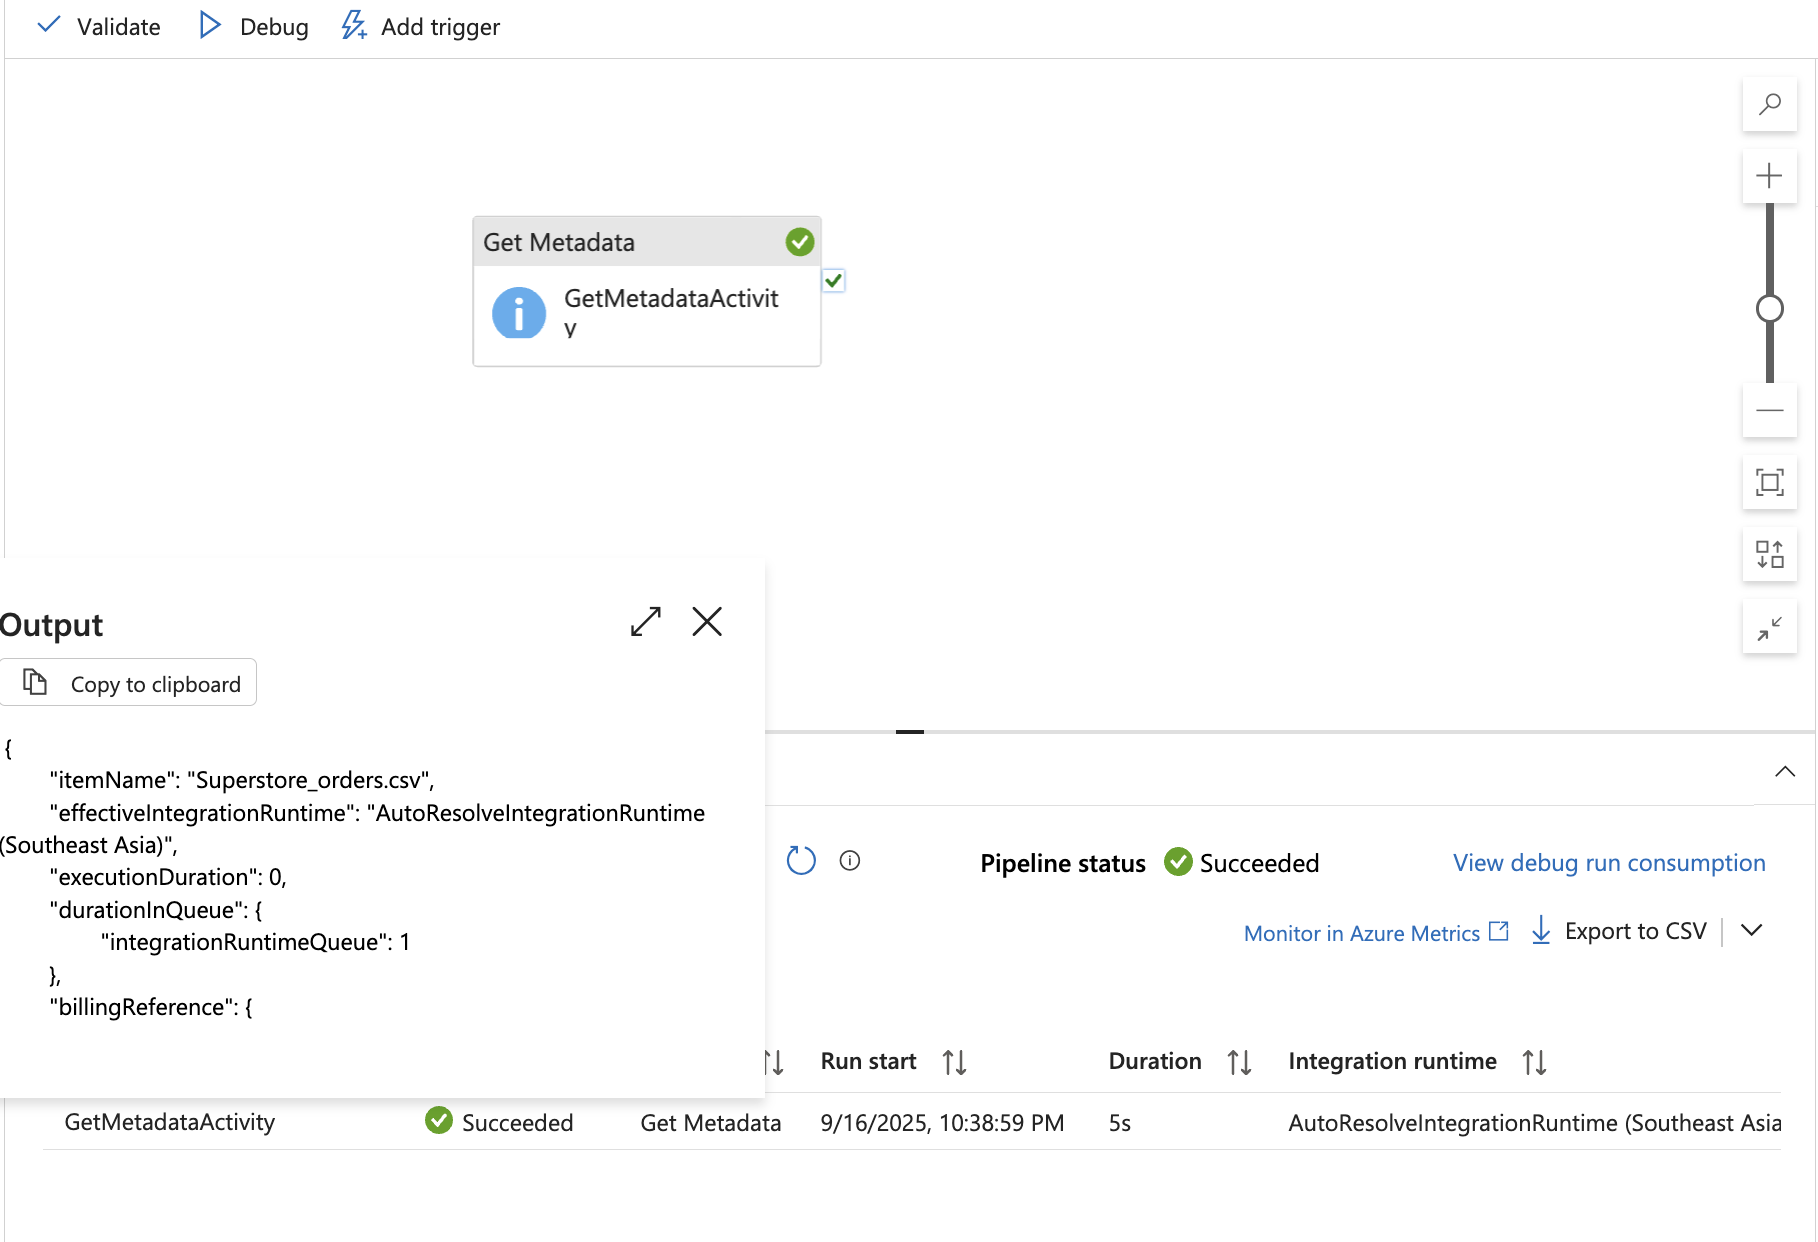 Validate Debug Add trigger
Get Metadata
GetMetadataActivit
y
Output
Copy to clipboard
{
"itemName": "Superstore_orders.csv",
"effectiveIntegrationRuntime": "AutoResolveIntegrationRuntime
(Southeast Asia)",
"executionDuration": 0,
"durationInQueue": {
"integrationRuntimeQueue": 1
},
"billingReference": {
Pipeline status Succeeded View debug run consumption
Monitor in Azure Metrics Export to CSV
Run start Duration Integration runtime
GetMetadataActivity Succeeded Get Metadata 9/16/2025, 10:38:59 PM 5s AutoResolveIntegrationRuntime (Southeast Asia